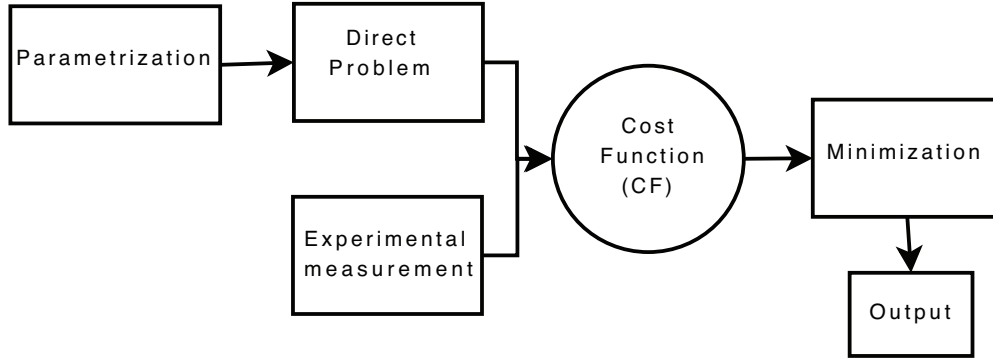 Parametrization
Direct
Problem
Experimental
measurement
Cost
Function
(CF)
Minimization
Output